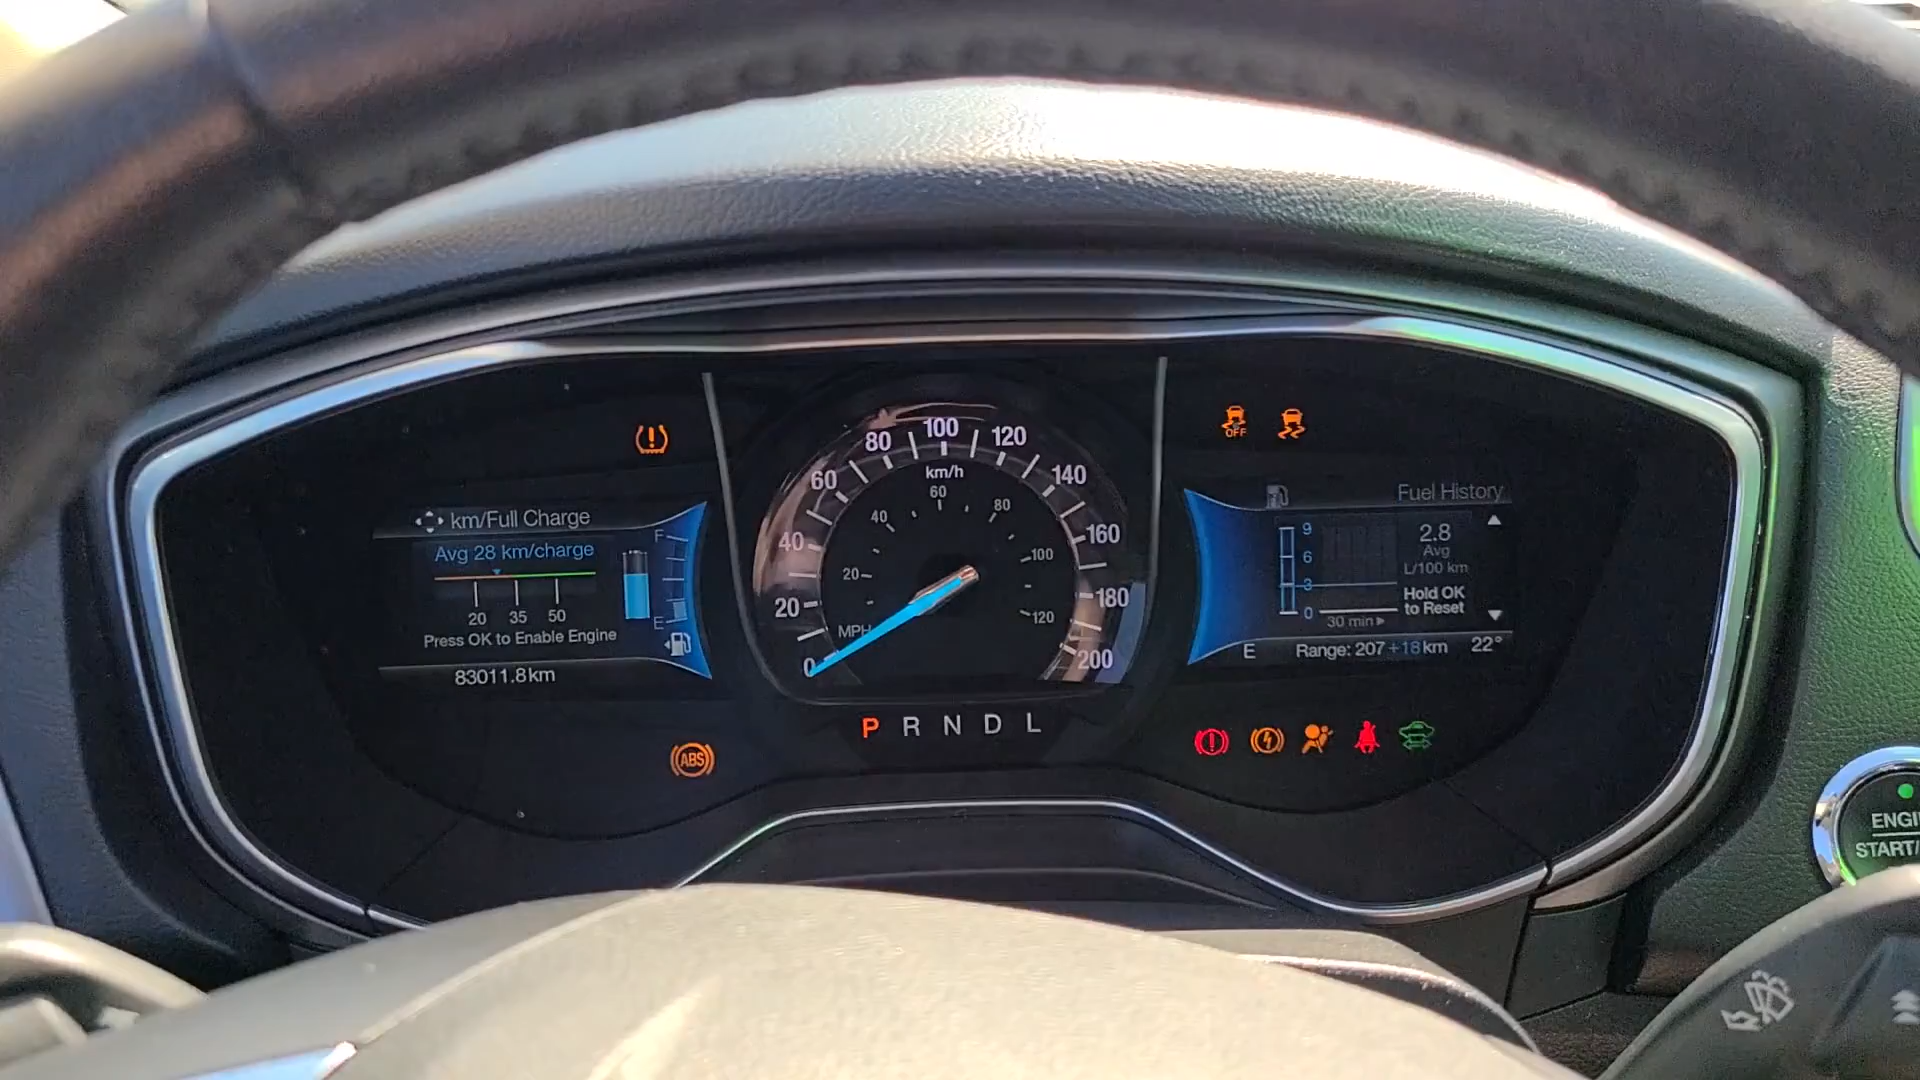 km/Full Charge
Avg 28 km/charge
20 35 50
Press OK to Enable Engine
83011.8km
F
E
ABS
0 20 40 60 80 100 120 140 160 180 200
km/h
20 40 60 80 100 120
MPH
P R N D L
OFF
Fuel History
9
6
3
0
2.8
Avg
L/100 km
Hold OK
to Reset
30 min
E Range: 207+18km 22°
START/